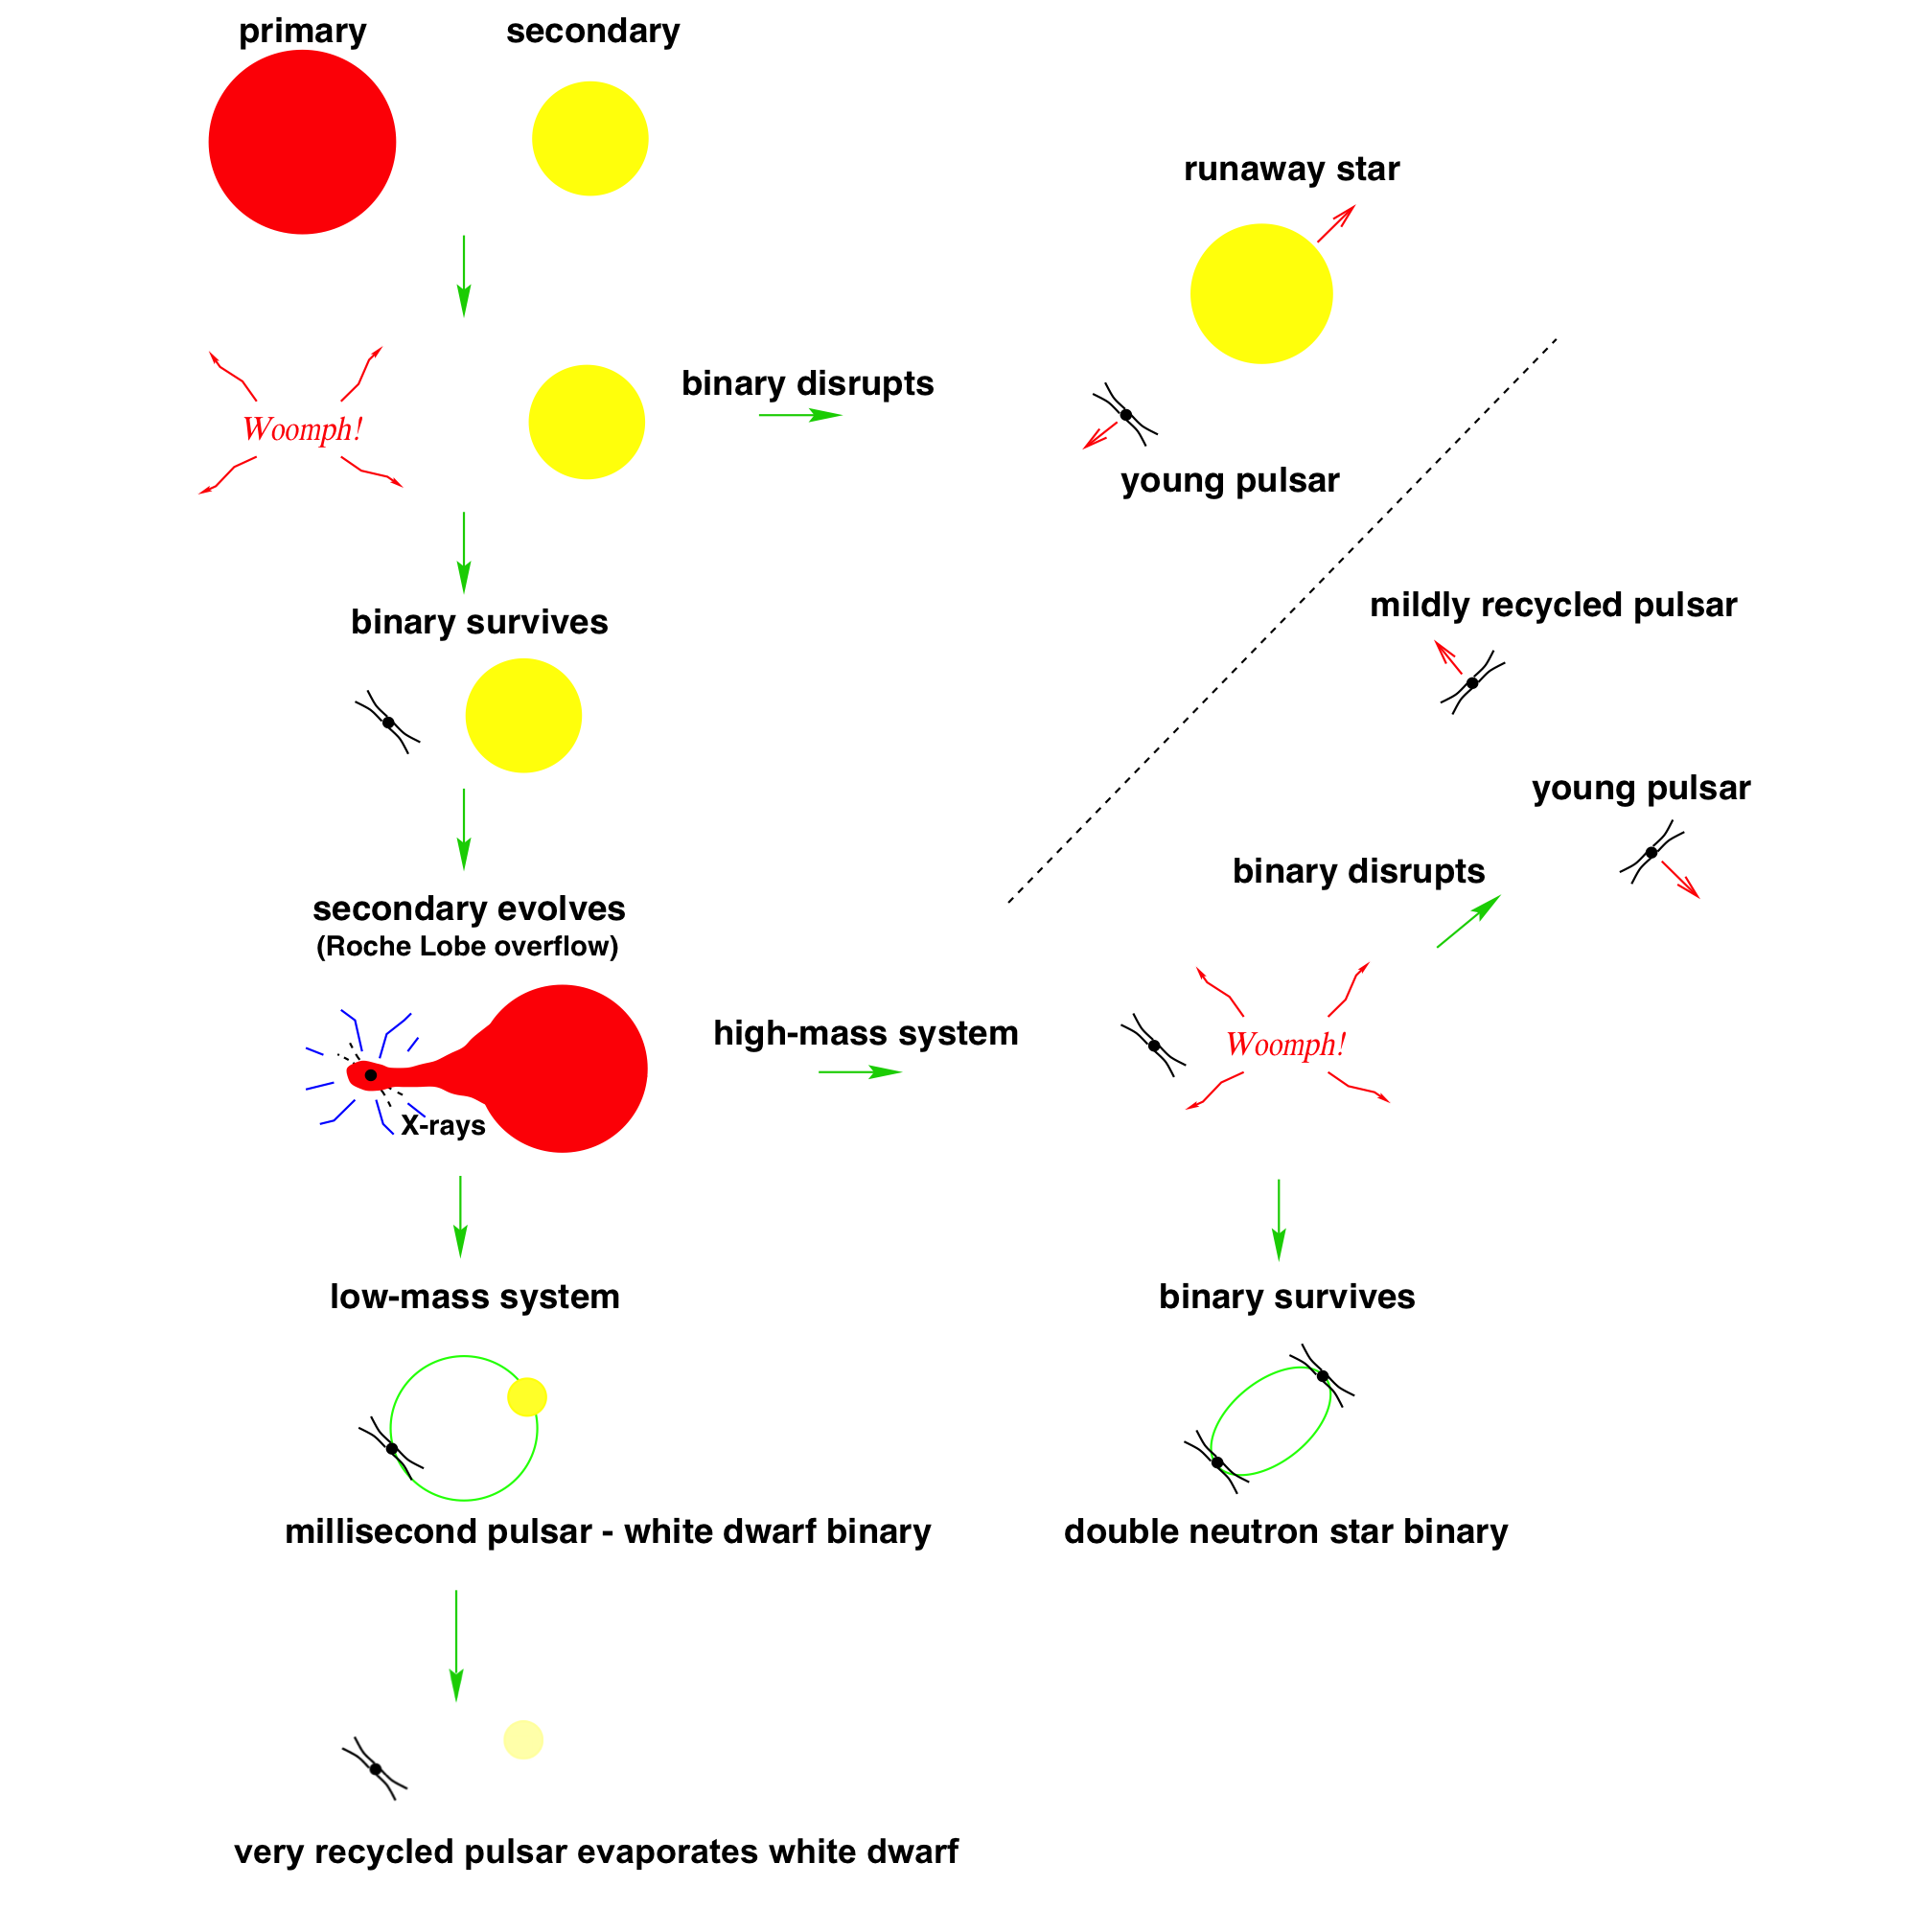 primary
secondary
runaway star
binary disrupts
Woomph!
young pulsar
binary survives
mildly recycled pulsar
young pulsar
binary disrupts
secondary evolves
(Roche Lobe overflow)
high-mass system
Woomph!
X-rays
low-mass system
binary survives
millisecond pulsar - white dwarf binary
double neutron star binary
very recycled pulsar evaporates white dwarf